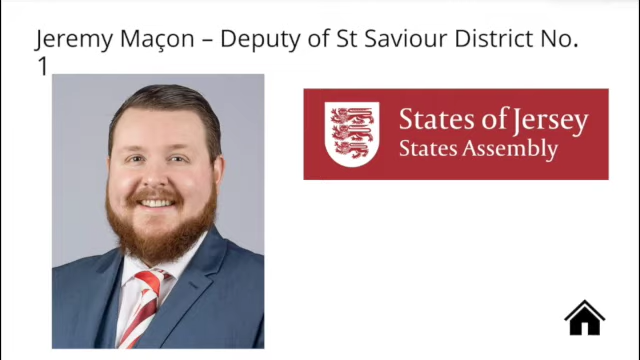 Jeremy Maçon – Deputy of St Saviour District No.
1
States of Jersey
States Assembly